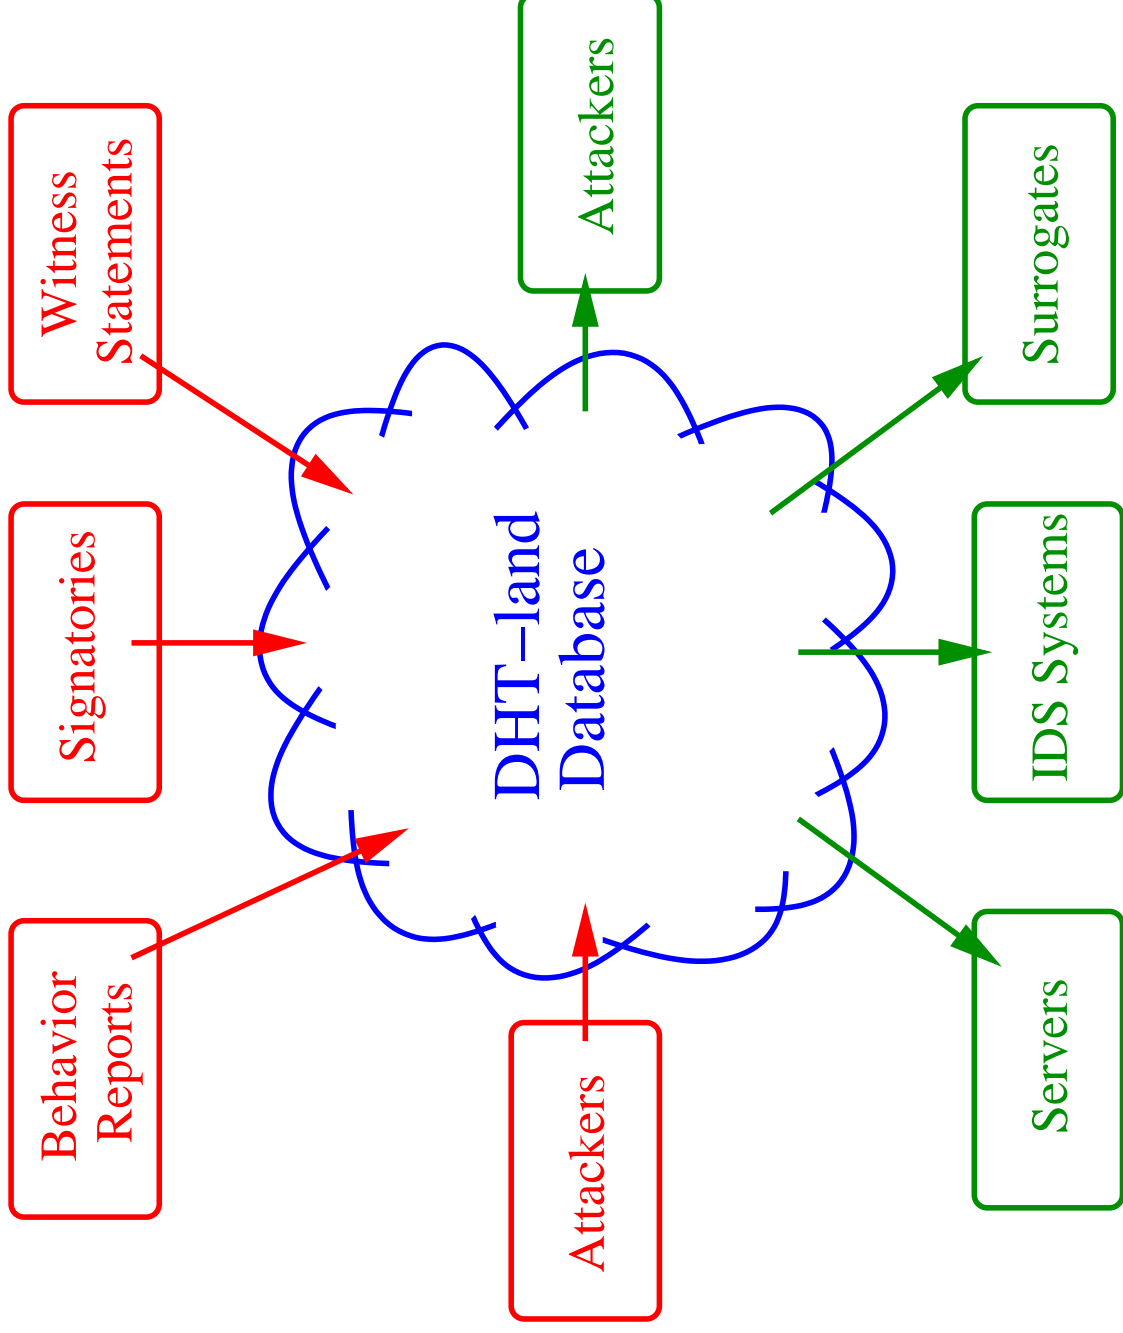 Behavior
Reports
Signatories
Witness
Statements
Attackers
DHT−land
Database
Attackers
Servers
IDS Systems
Surrogates